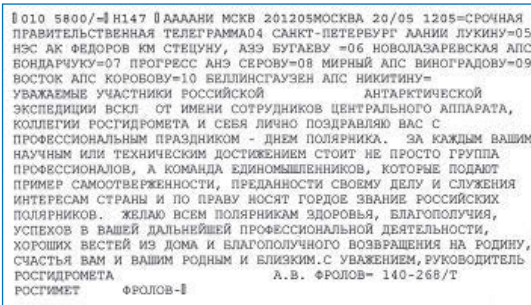 010 5800/= Н147 ААААНИ МСКВ 201205МОСКВА 20/05 1205=СРОЧНАЯ
ПРАВИТЕЛЬСТВЕННАЯ ТЕЛЕГРАММА04 САНКТ-ПЕТЕРБУРГ ААНИИ ЛУКИНУ=05
НЭС АК ФЕДОРОВ КМ СТЕЦУНУ, АЗЭ БУГАЕВУ =06 НОВОЛАЗАРЕВСКАЯ АПС
БОНДАРЧУКУ=07 ПРОГРЕСС АНЭ СЕРОВУ=08 МИРНЫЙ АПС ВИНОГРАДОВУ=09
ВОСТОК АПС КОРОБОВУ=10 БЕЛЛИНСГАУЗЕН АПС НИКИТИНУ=
УВАЖАЕМЫЕ УЧАСТНИКИ РОССИЙСКОЙ АНТАРКТИЧЕСКОЙ
ЭКСПЕДИЦИИ ВСКЛ ОТ ИМЕНИ СОТРУДНИКОВ ЦЕНТРАЛЬНОГО АППАРАТА,
КОЛЛЕГИИ РОСГИДРОМЕТА И СЕБЯ ЛИЧНО ПОЗДРАВЛЯЮ ВАС С
ПРОФЕССИОНАЛЬНЫМ ПРАЗДНИКОМ - ДНЕМ ПОЛЯРНИКА. ЗА КАЖДЫМ ВАШИМ
НАУЧНЫМ ИЛИ ТЕХНИЧЕСКИМ ДОСТИЖЕНИЕМ СТОИТ НЕ ПРОСТО ГРУППА
ПРОФЕССИОНАЛОВ, А КОМАНДА ЕДИНОМЫШЛЕННИКОВ, КОТОРЫЕ ПОДАЮТ
ПРИМЕР САМООТВЕРЖЕННОСТИ, ПРЕДАННОСТИ СВОЕМУ ДЕЛУ И СЛУЖЕНИЯ
ИНТЕРЕСАМ СТРАНЫ И ПО ПРАВУ НОСЯТ ГОРДОЕ ЗВАНИЕ РОССИЙСКИХ
ПОЛЯРНИКОВ. ЖЕЛАЮ ВСЕМ ПОЛЯРНИКАМ ЗДОРОВЬЯ, БЛАГОПОЛУЧИЯ,
УСПЕХОВ В ВАШЕЙ ДАЛЬНЕЙШЕЙ ПРОФЕССИОНАЛЬНОЙ ДЕЯТЕЛЬНОСТИ,
ХОРОШИХ ВЕСТЕЙ ИЗ ДОМА И БЛАГОПОЛУЧНОГО ВОЗВРАЩЕНИЯ НА РОДИНУ,
СЧАСТЬЯ ВАМ И ВАШИМ РОДНЫМ И БЛИЗКИМ.С УВАЖЕНИЕМ,РУКОВОДИТЕЛЬ
РОСГИДРОМЕТА А.В. ФРОЛОВ= 140-268/Т
РОСГИМЕТ ФРОЛОВ-